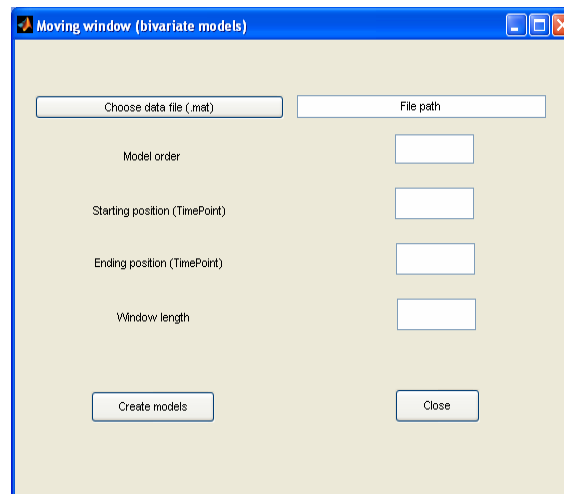 Moving window (bivariate models)
Choose data file (.mat) File path
Model order
Starting position (TimePoint)
Ending position (TimePoint)
Window length
Create models Close